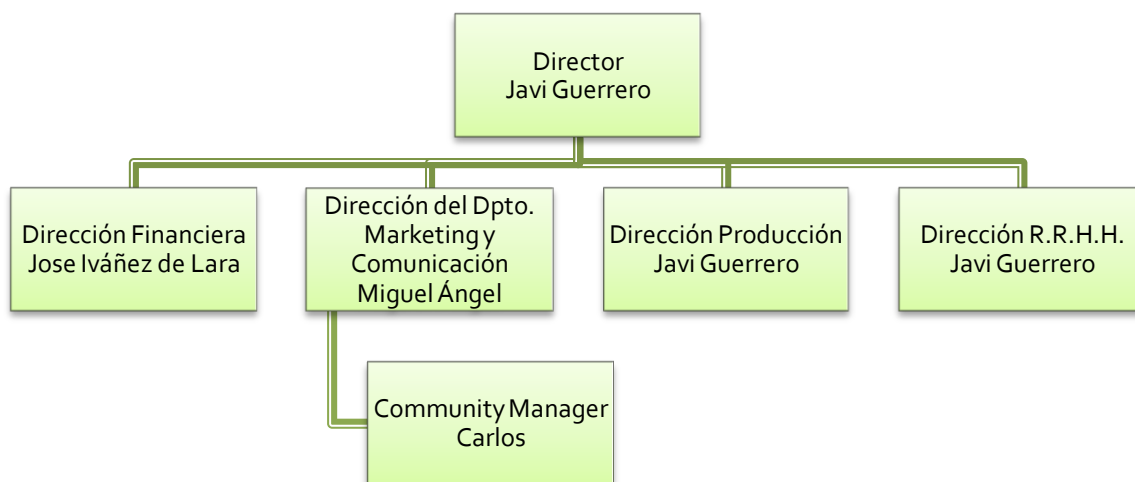 Director
Javi Guerrero
Dirección Financiera
Jose Iváñez de Lara
Dirección del Dpto.
Marketing y
Comunicación
Miguel Ángel
Dirección Producción
Javi Guerrero
Dirección R.R.H.H.
Javi Guerrero
Community Manager
Carlos